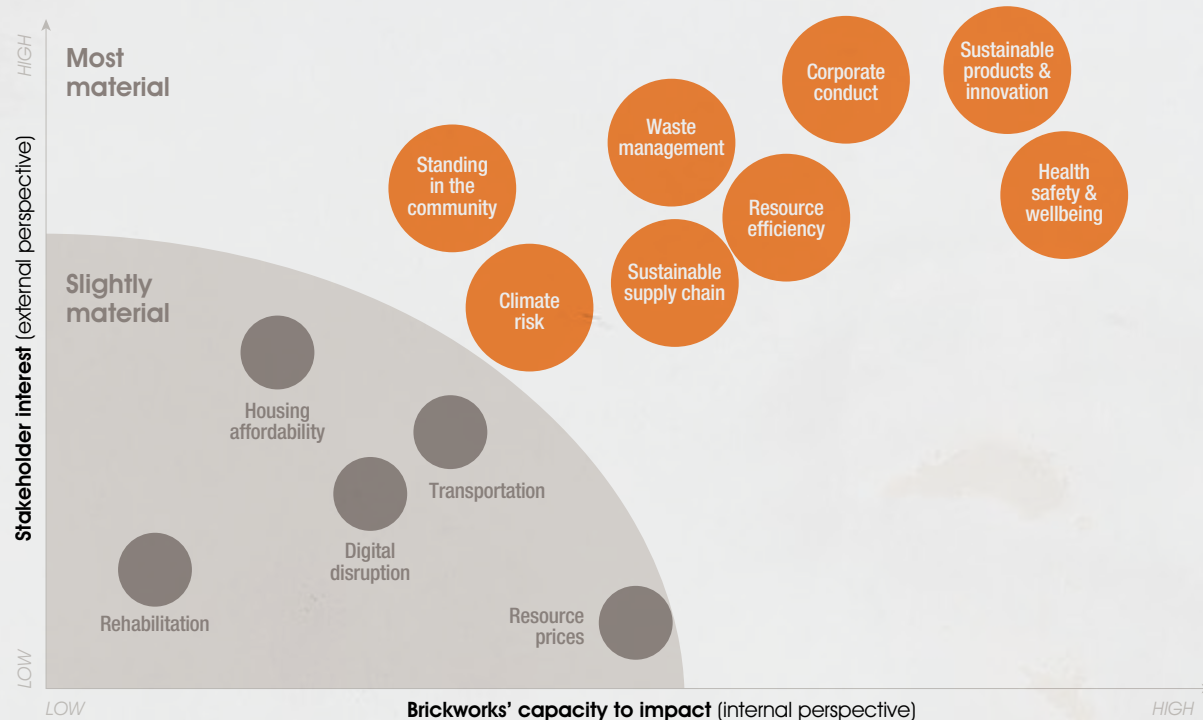 HIGH
Most
material
Sustainable
products &
innovation
Corporate
conduct
Waste
management
Standing
in the
community
Health
safety &
wellbeing
Resource
efficiency
Sustainable
supply chain
Climate
risk
Slightly
material
Stakeholder interest (external perspective)
Housing
affordability
Transportation
Digital
disruption
Rehabilitation
Resource
prices
LOW
LOW
Brickworks' capacity to impact (internal perspective)
HIGH